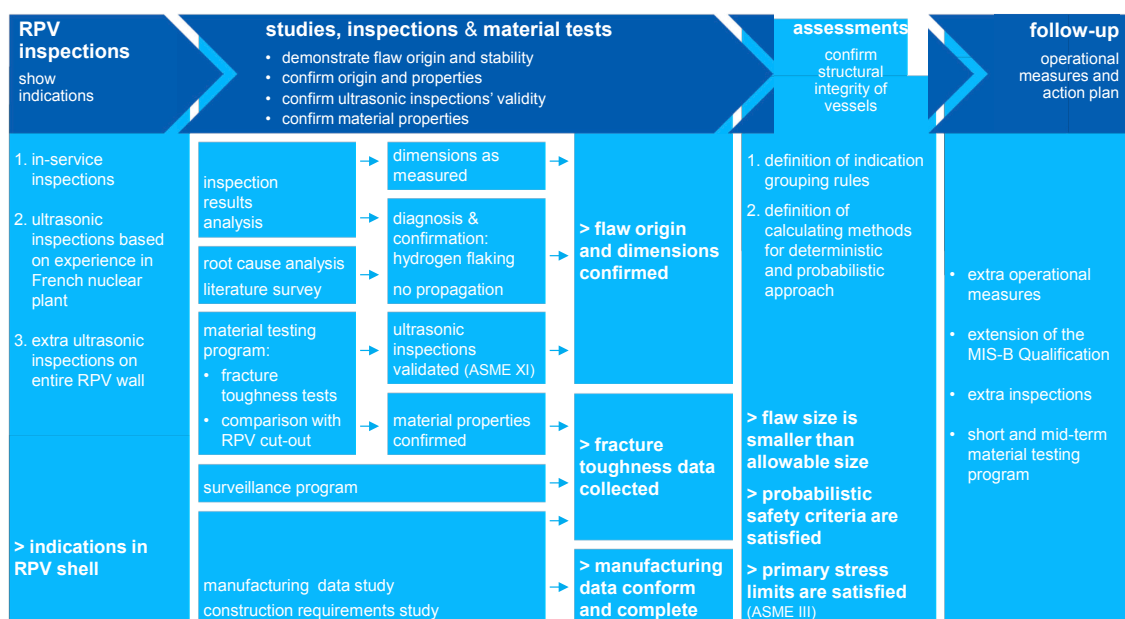 RPV
inspections
show
indications
studies, inspections & material tests
• demonstrate flaw origin and stability
• confirm origin and properties
• confirm ultrasonic inspections' validity
• confirm material properties
assessments
confirm
structural
integrity of
vessels
follow-up
operational
measures and
action plan
1. in-service
inspections
2. ultrasonic
inspections based
on experience in
French nuclear
plant
3. extra ultrasonic
inspections on
entire RPV wall
> indications in
RPV shell
inspection
results
analysis
root cause analysis
literature survey
material testing
program:
• fracture
toughness tests
• comparison with
RPV cut-out
surveillance program
manufacturing data study
construction requirements study
dimensions as
measured
diagnosis &
confirmation:
hydrogen flaking
no propagation
ultrasonic
inspections
validated (ASME XI)
material properties
confirmed
> flaw origin
and dimensions
confirmed
> fracture
toughness data
collected
> manufacturing
data conform
and complete
1. definition of indication
grouping rules
2. definition of
calculating methods
for deterministic
and probabilistic
approach
> flaw size is
smaller than
allowable size
> probabilistic
safety criteria are
satisfied
> primary stress
limits are satisfied
(ASME III)
• extra operational
measures
• extension of the
MIS-B Qualification
• extra inspections
• short and mid-term
material testing
program